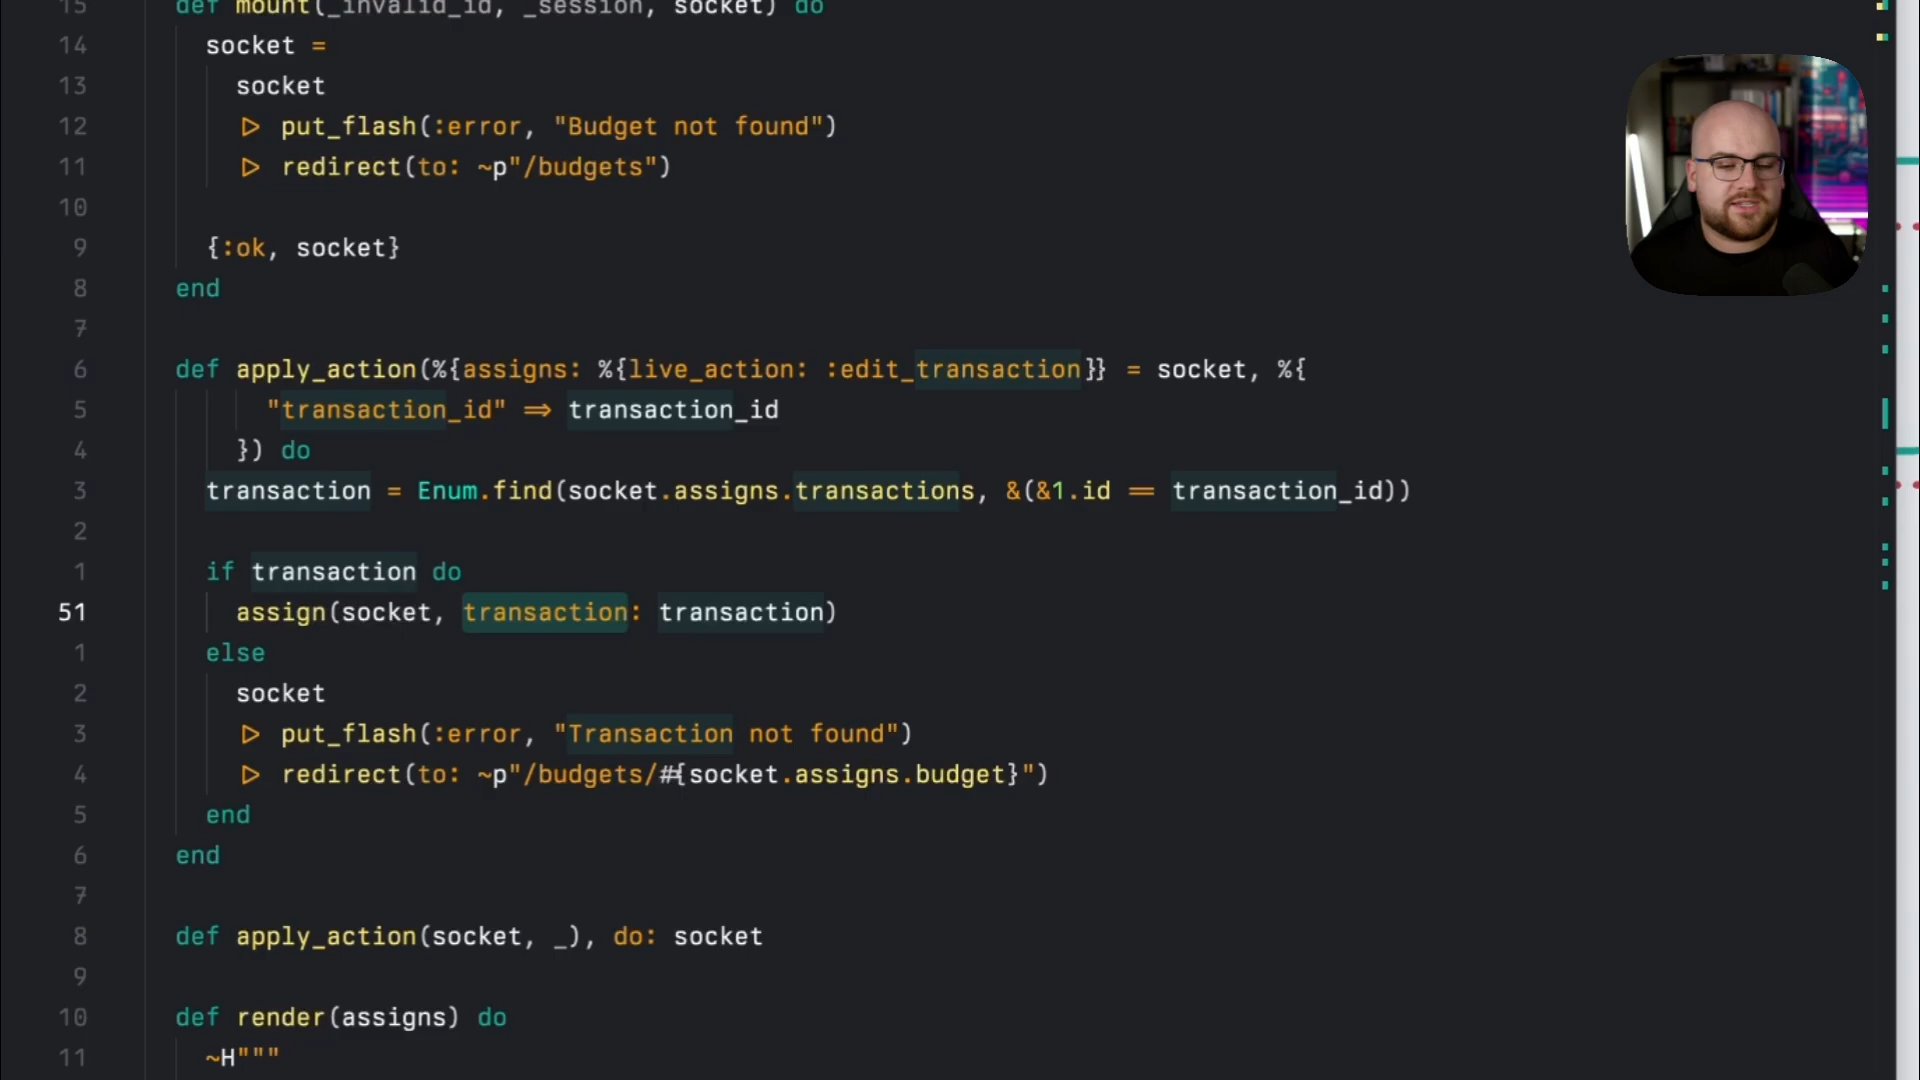 15 def mount(_invalid_id, _session, socket) do
14 socket =
13 socket
12 |> put_flash(:error, "Budget not found")
11 |> redirect(to: ~p"/budgets")
10
9 {:ok, socket}
8 end
7
6 def apply_action(%{assigns: %{live_action: :edit_transaction}} = socket, %{
5 "transaction_id" => transaction_id
4 }) do
3 transaction = Enum.find(socket.assigns.transactions, &(&1.id == transaction_id))
2
1 if transaction do
51 assign(socket, transaction: transaction)
1 else
2 socket
3 |> put_flash(:error, "Transaction not found")
4 |> redirect(to: ~p"/budgets/#{socket.assigns.budget}")
5 end
6 end
7
8 def apply_action(socket, _), do: socket
9
10 def render(assigns) do
11 ~H"""